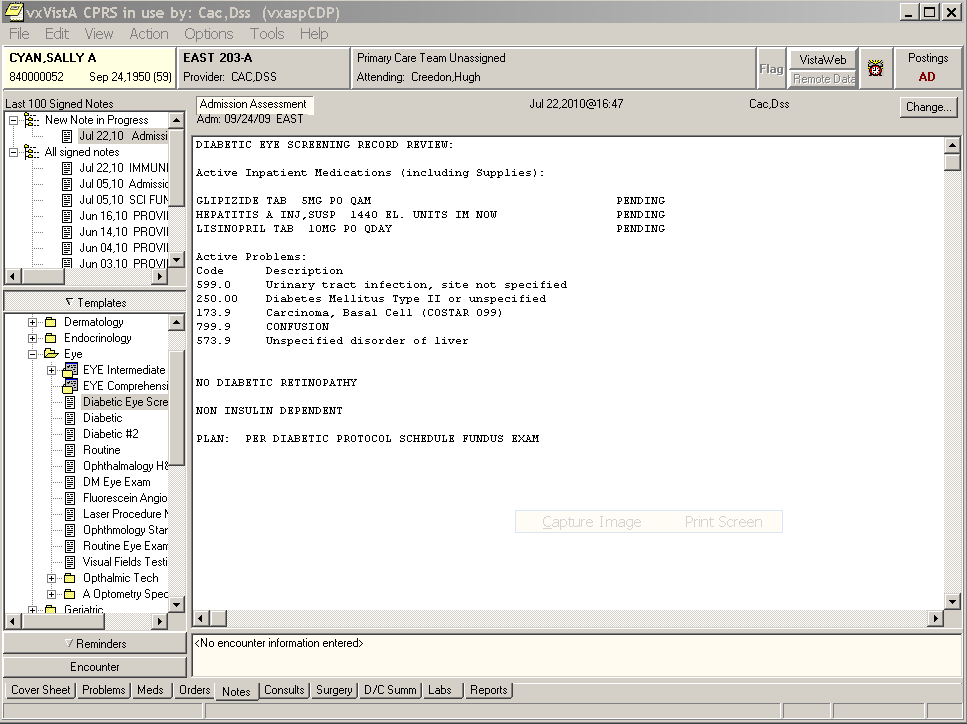 vxVistA CPRS in use by: Cac,Dss (vxaspCDP)
File Edit View Action Options Tools Help
CYAN,SALLY A
840000052 Sep 24,1950 (59)
EAST 203-A
Provider: CAC,DSS
Primary Care Team Unassigned
Attending: Creedon,Hugh
Flag
VistaWeb
Remote Data
Postings
AD
Last 100 Signed Notes
New Note in Progress
Jul 22,10 Admissi
All signed notes
Jul 22,10 IMMUNI
Jul 05,10 Admissio
Jul 05,10 SCI FUN
Jun 16,10 PROVII
Jun 14,10 PROVII
Jun 04,10 PROVII
Jun 03,10 PROVII
Templates
Dermatology
Endocrinology
Eye
EYE Intermediate
EYE Comprehensi
Diabetic Eye Scre
Diabetic
Diabetic #2
Routine
Ophthalmalogy H&
DM Eye Exam
Fluorescein Angio
Laser Procedure N
Ophthmology Star
Routine Eye Exam
Visual Fields Testi
Opthalmic Tech
A Optometry Spec
Geriatric
Reminders
Encounter
Admission Assessment Jul 22,2010@16:47 Cac,Dss
Adm: 09/24/09 EAST
Change...
DIABETIC EYE SCREENING RECORD REVIEW:
Active Inpatient Medications (including Supplies):
GLIPIZIDE TAB 5MG PO QAM PENDING
HEPATITIS A INJ,SUSP 1440 EL. UNITS IM NOW PENDING
LISINOPRIL TAB 10MG PO QDAY PENDING
Active Problems:
Code Description
599.0 Urinary tract infection, site not specified
250.00 Diabetes Mellitus Type II or unspecified
173.9 Carcinoma, Basal Cell (COSTAR 099)
799.9 CONFUSION
573.9 Unspecified disorder of liver
NO DIABETIC RETINOPATHY
NON INSULIN DEPENDENT
PLAN: PER DIABETIC PROTOCOL SCHEDULE FUNDUS EXAM
Capture Image Print Screen
<No encounter information entered>
Cover Sheet Problems Meds Orders Notes Consults Surgery D/C Summ Labs Reports